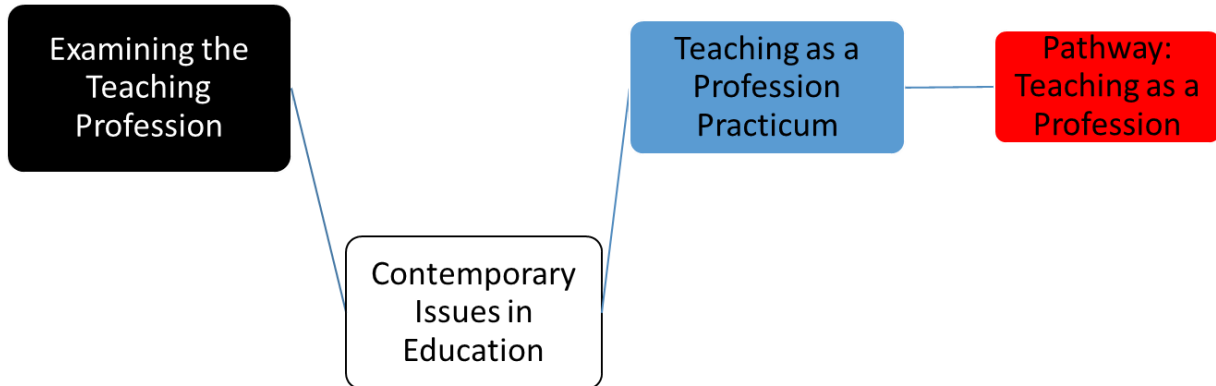 Examining the
Teaching
Profession
Contemporary
Issues in
Education
Teaching as a
Profession
Practicum
Pathway:
Teaching as a
Profession